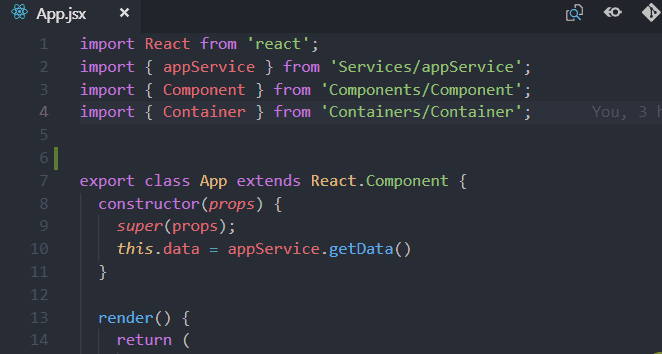 App.jsx ×
1 import React from 'react';
2 import { appService } from 'Services/appService';
3 import { Component } from 'Components/Component';
4 import { Container } from 'Containers/Container'; You, 3 h
5
6
7 export class App extends React.Component {
8 constructor(props) {
9 super(props);
10 this.data = appService.getData()
11 }
12
13 render() {
14 return (